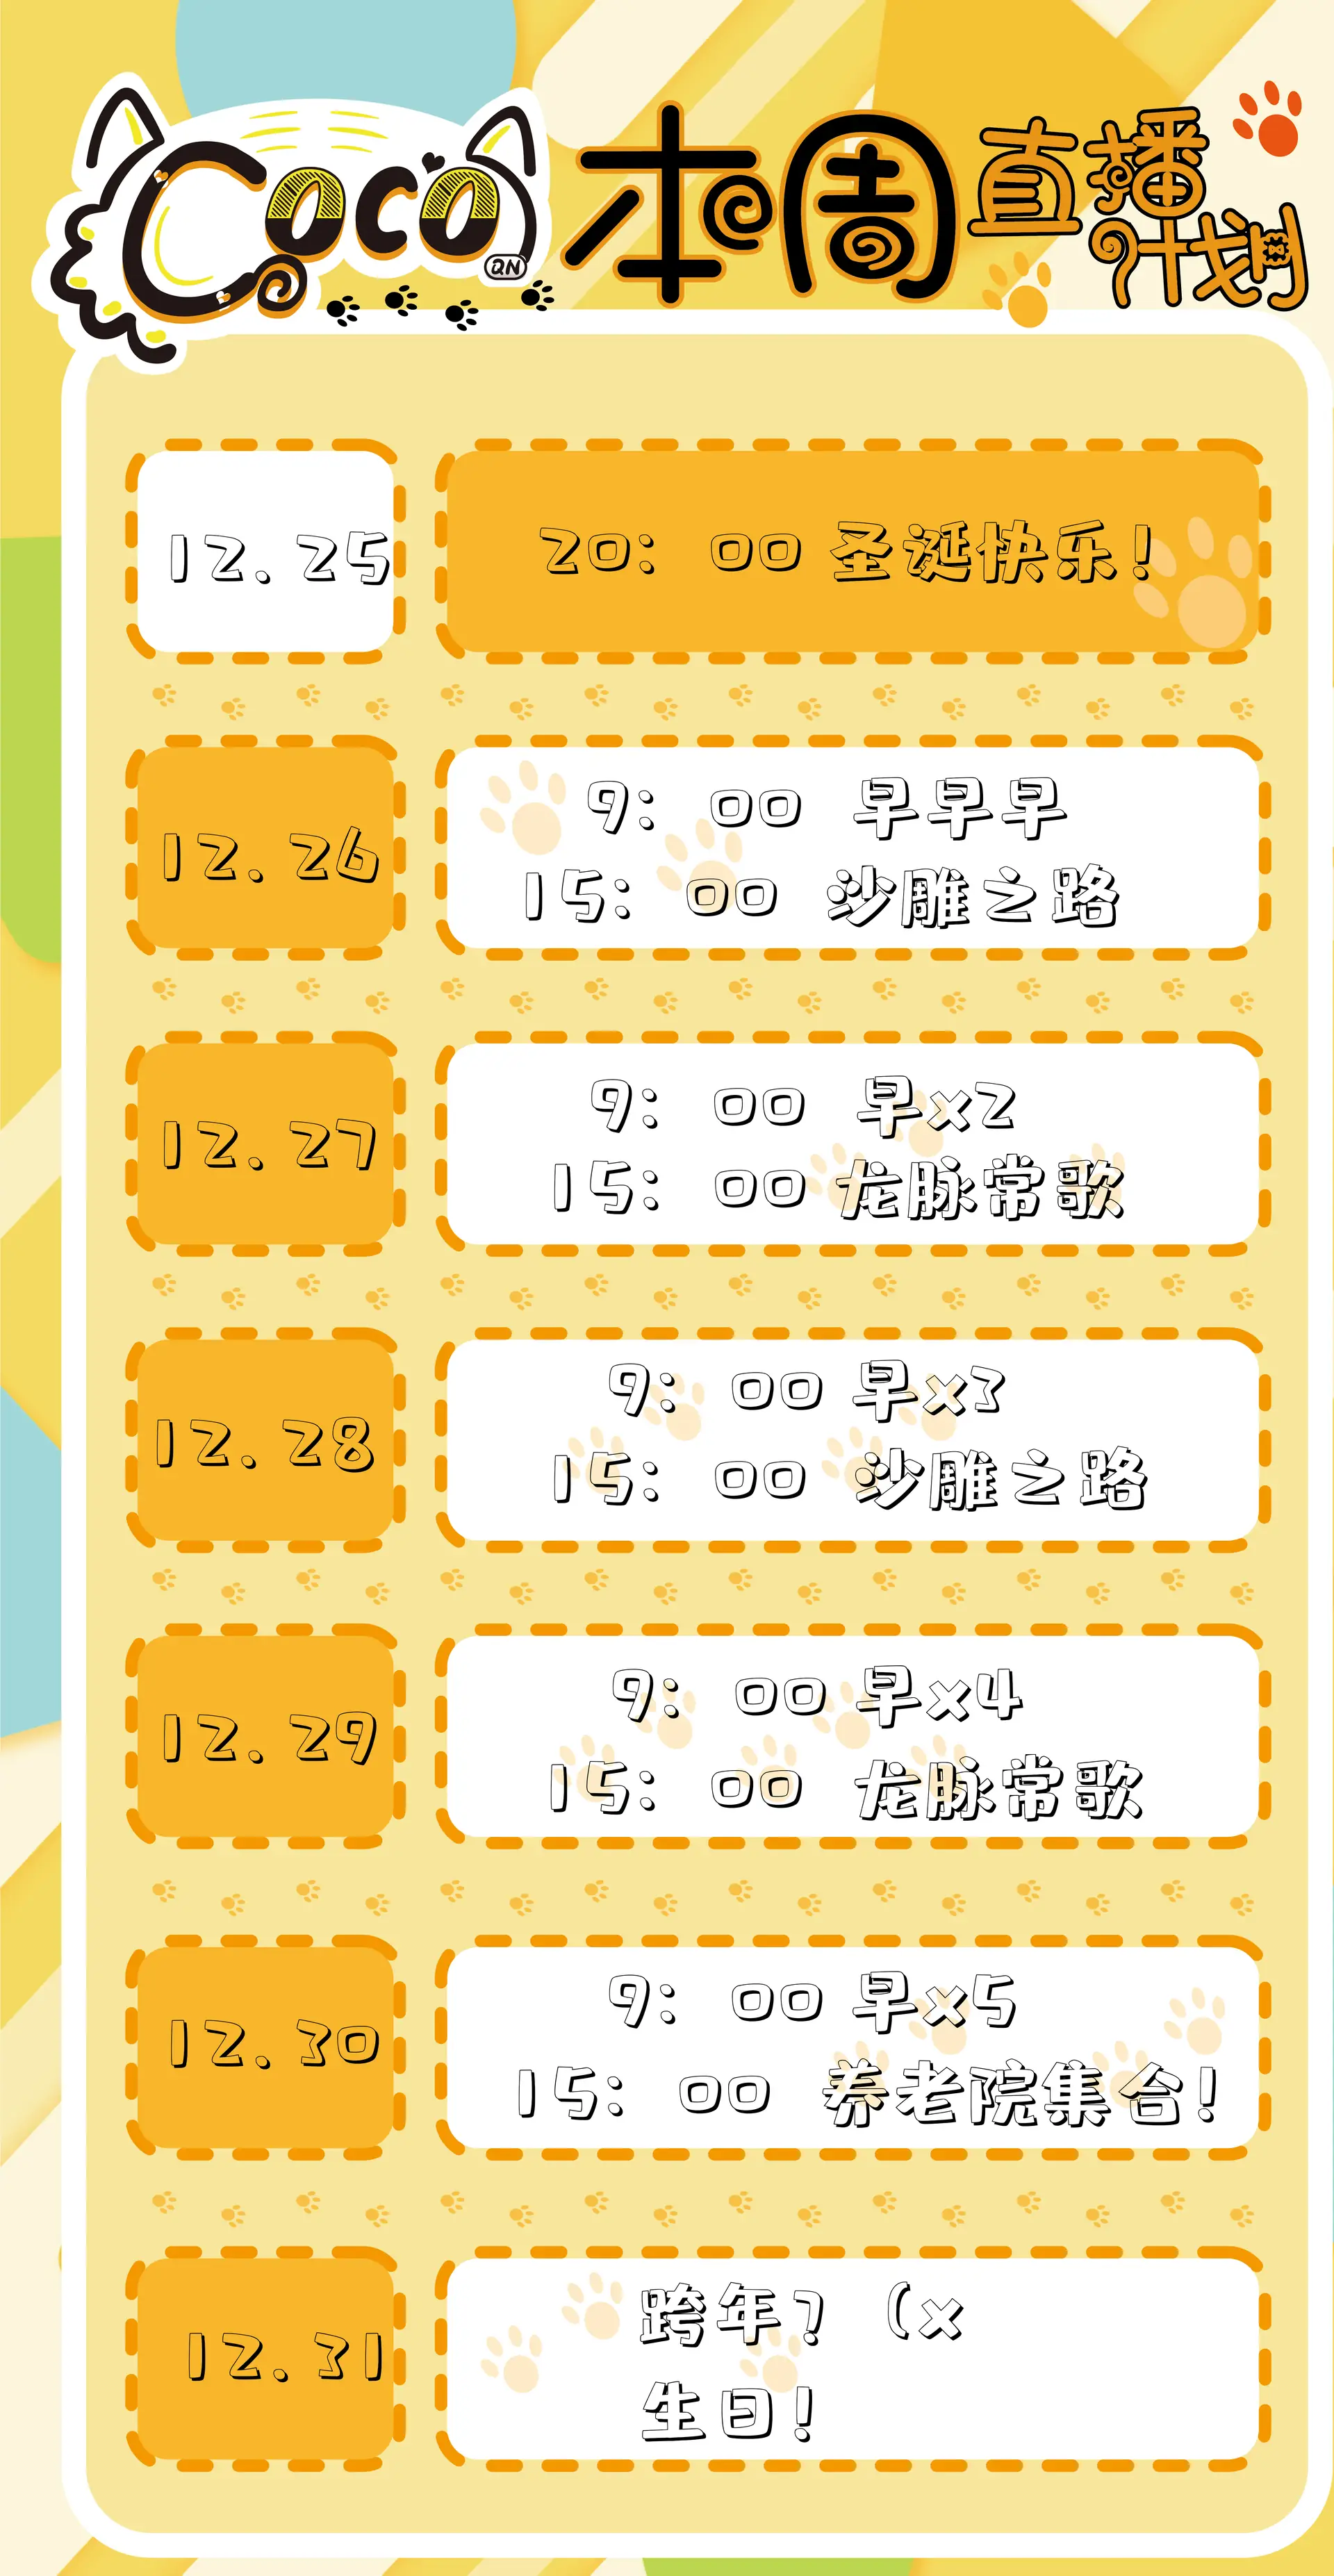 Coco
QN
本周直播计划
12.25
20：00 圣诞快乐！
12.26
9：00 早早早
15：00 沙雕之路
12.27
9：00 早x2
15：00 龙脉常歌
12.28
9：00 早x3
15：00 沙雕之路
12.29
9：00 早x4
15：00 龙脉常歌
12.30
9：00 早x5
15：00 养老院集合！
12.31
跨年？（x
生日！